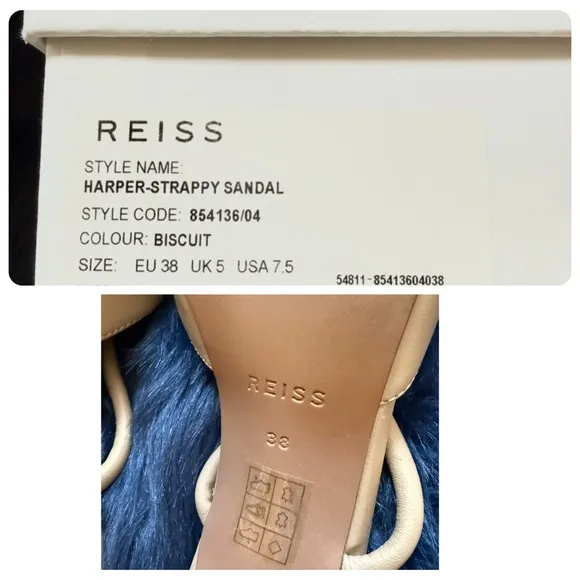 REISS
STYLE NAME:
HARPER-STRAPPY SANDAL
STYLE CODE: 854136/04
COLOUR: BISCUIT
SIZE: EU 38 UK 5 USA 7.5
54811-85413604038
REISS
38